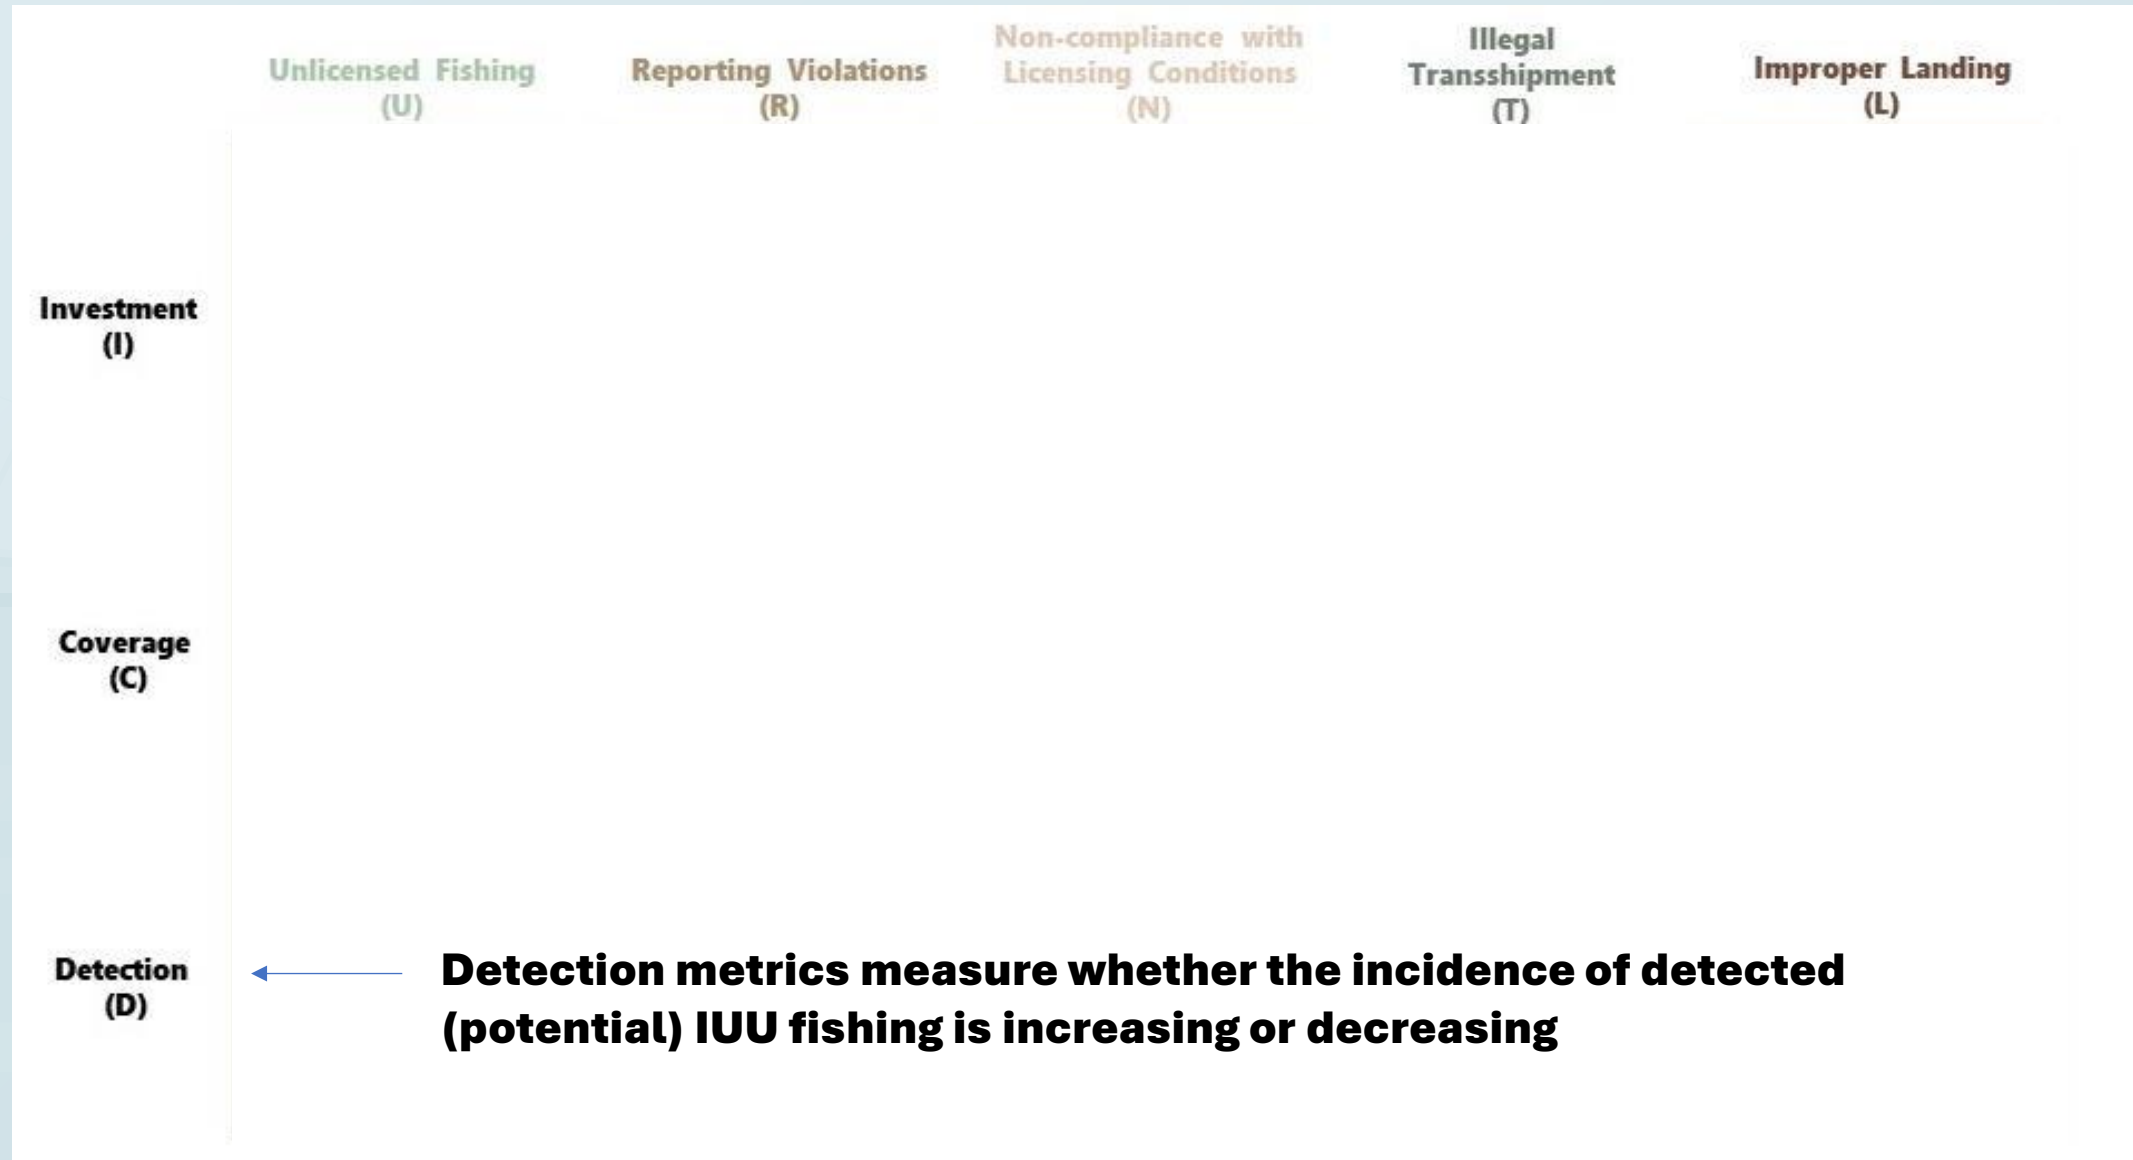 Unlicensed Fishing
(U)
Reporting Violations
(R)
Non-compliance with
Licensing Conditions
(N)
Illegal
Transshipment
(T)
Improper Landing
(L)
Investment
(I)
Coverage
(C)
Detection
(D)
Detection metrics measure whether the incidence of detected
(potential) IUU fishing is increasing or decreasing